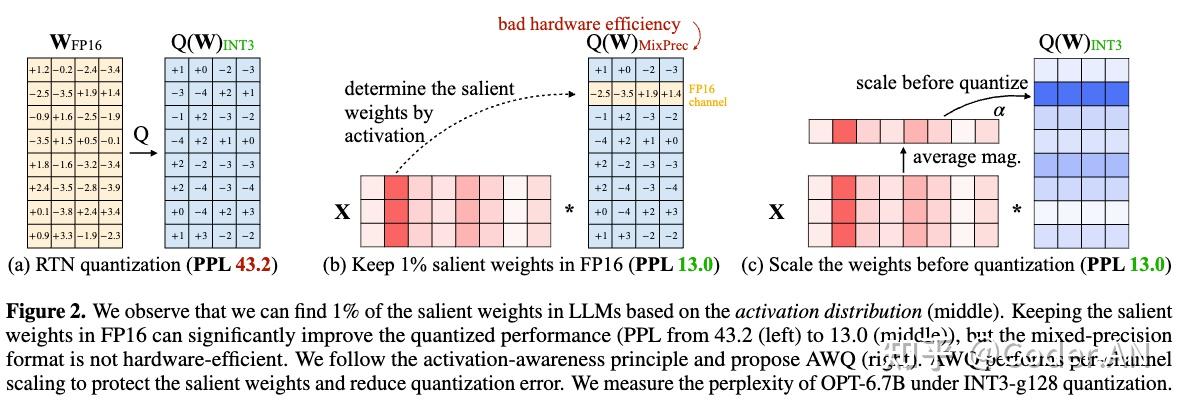 W FP16
+1.2 −0.2 −2.4 −3.4
−2.5 −3.5 +1.9 +1.4
−0.9 +1.6 −2.5 −1.9
−3.5 +1.5 +0.5 −0.1
+1.8 −1.6 −3.2 −3.4
+2.4 −3.5 −2.8 −3.9
+0.1 −3.8 +2.4 +3.4
+0.9 +3.3 −1.9 −2.3
Q
Q(W)INT3
+1 +0 −2 −3
−3 −4 +2 +1
−1 +2 −3 −2
−4 +2 +1 +0
+2 −2 −3 −3
+2 −4 −3 −4
+0 −4 +2 +3
+1 +3 −2 −2
(a) RTN quantization (PPL 43.2)
bad hardware efficiency
Q(W)MixPrec
determine the salient
weights by
activation
X
*
+1 +0 −2 −3
−2.5 −3.5 +1.9 +1.4
−1 +2 −3 −2
−4 +2 +1 +0
+2 −2 −3 −3
+2 −4 −3 −4
+0 −4 +2 +3
+1 +3 −2 −2
FP16
channel
(b) Keep 1% salient weights in FP16 (PPL 13.0)
Q(W)INT3
scale before quantize
α
average mag.
X
*
(c) Scale the weights before quantization (PPL 13.0)
Figure 2. We observe that we can find 1% of the salient weights in LLMs based on the activation distribution (middle). Keeping the salient
weights in FP16 can significantly improve the quantized performance (PPL from 43.2 (left) to 13.0 (middle)), but the mixed-precision
format is not hardware-efficient. We follow the activation-awareness principle and propose AWQ (right). AWQ performs per-channel
scaling to protect the salient weights and reduce quantization error. We measure the perplexity of OPT-6.7B under INT3-g128 quantization.
知乎 @Coder.AN